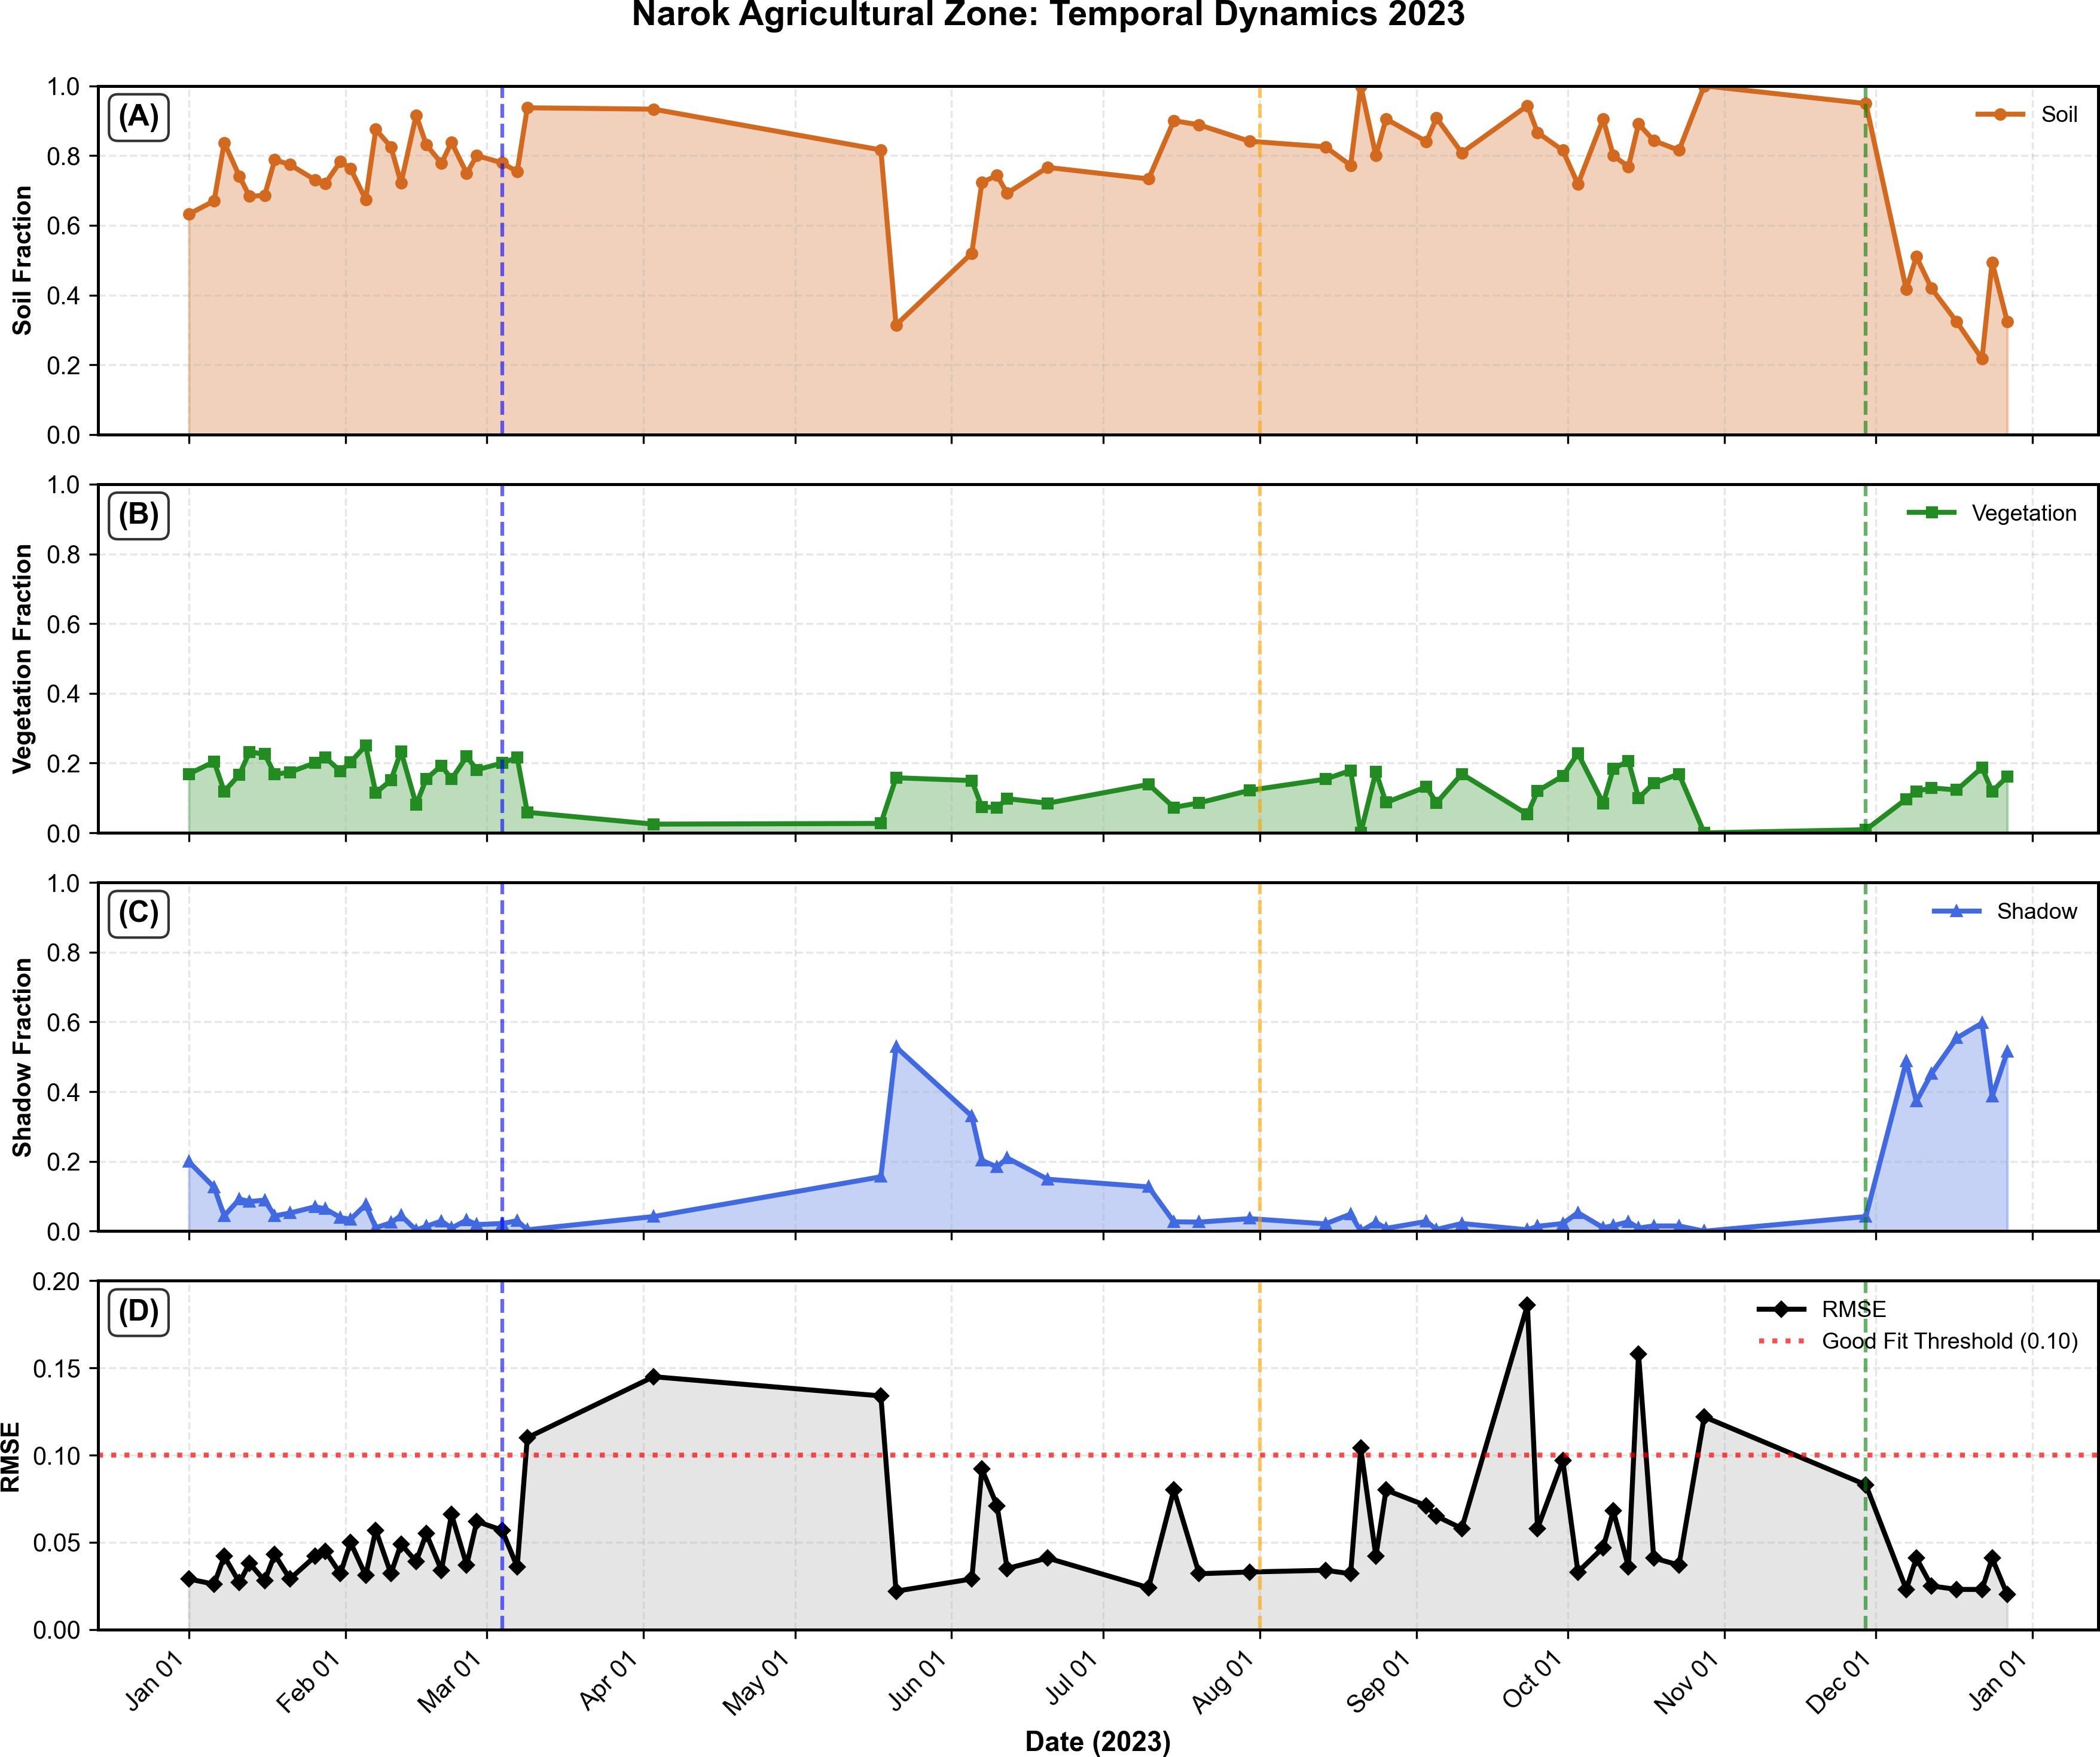 Narok Agricultural Zone: Temporal Dynamics 2023
(A)
Soil
Soil Fraction
1.0
0.8
0.6
0.4
0.2
0.0
(B)
Vegetation
Vegetation Fraction
1.0
0.8
0.6
0.4
0.2
0.0
(C)
Shadow
Shadow Fraction
1.0
0.8
0.6
0.4
0.2
0.0
(D)
RMSE
Good Fit Threshold (0.10)
RMSE
0.20
0.15
0.10
0.05
0.00
Jan 01
Feb 01
Mar 01
Apr 01
May 01
Jun 01
Jul 01
Aug 01
Sep 01
Oct 01
Nov 01
Dec 01
Jan 01
Date (2023)